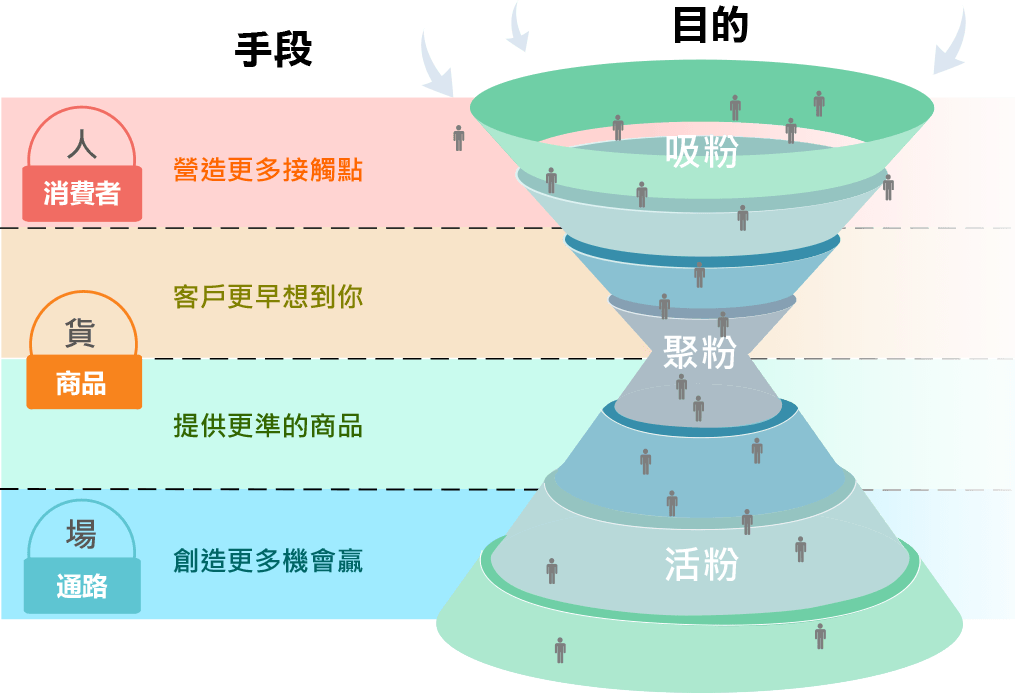 手段
目的
人
消費者
營造更多接觸點
吸粉
客戶更早想到你
貨
商品
聚粉
提供更準的商品
場
通路
創造更多機會贏
活粉